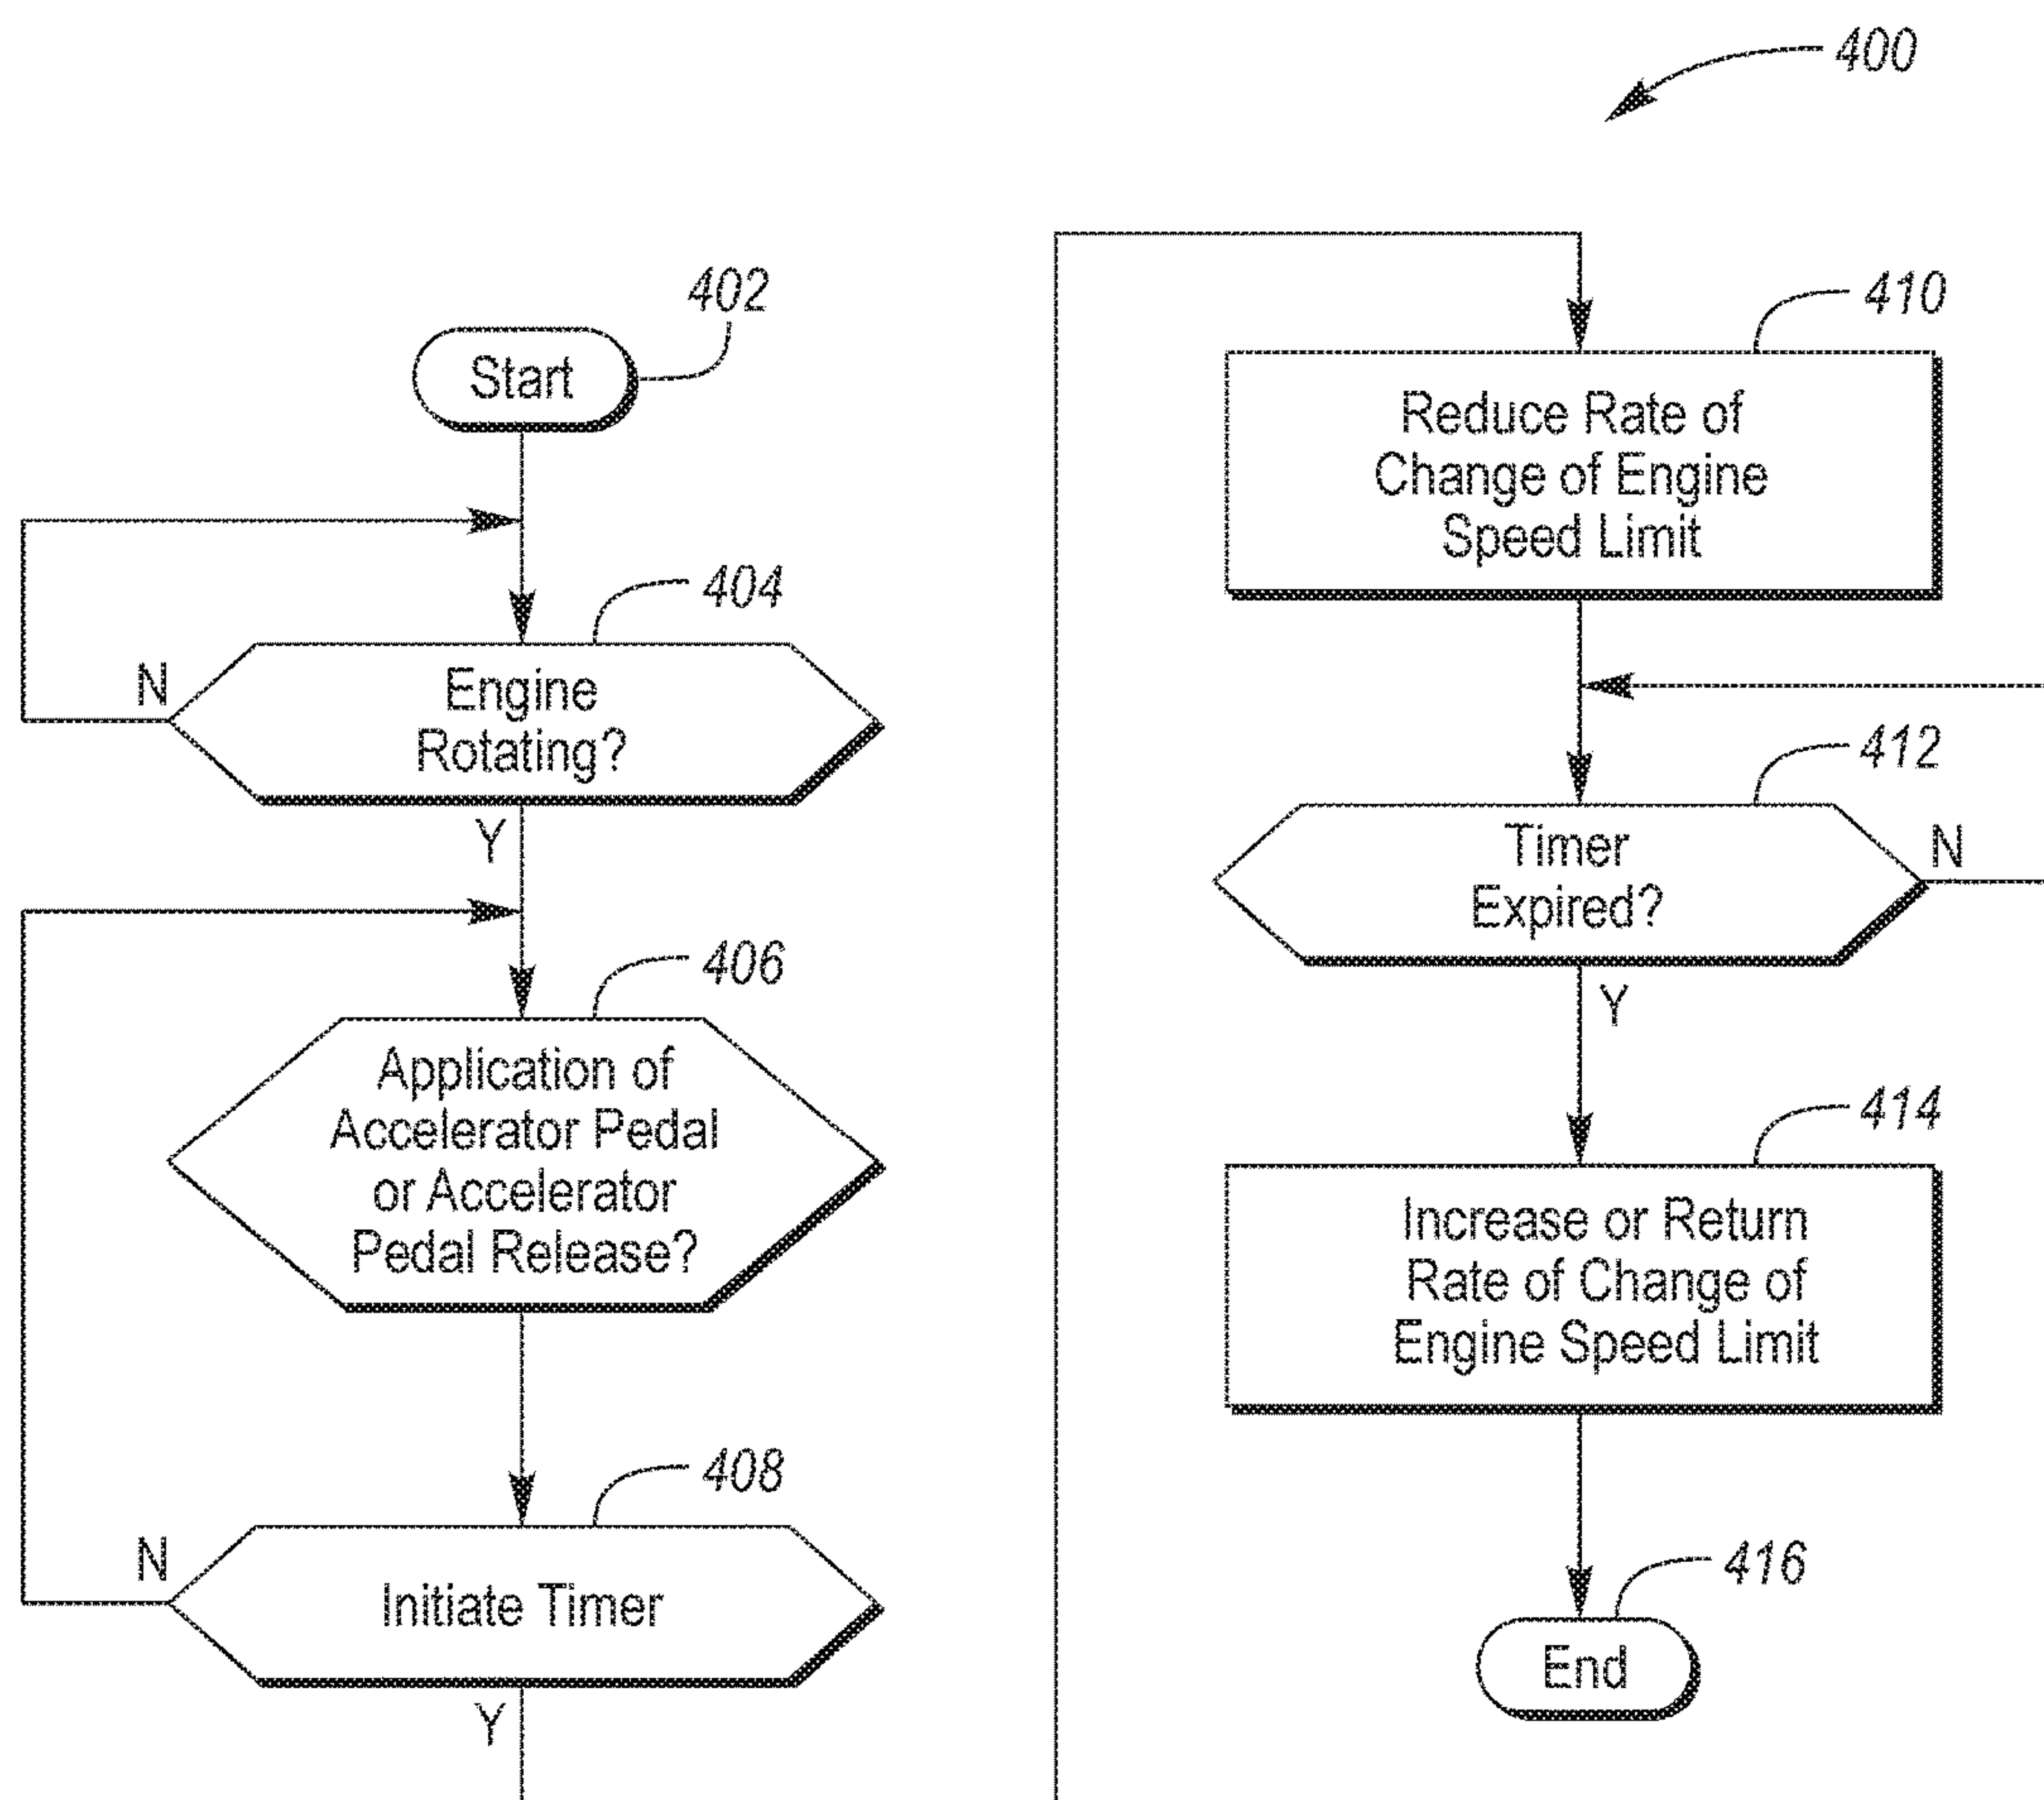 400
402
Start
404
Engine
Rotating?
N
Y
406
Application of
Accelerator Pedal
or Accelerator
Pedal Release?
408
N
Initiate Timer
Y
410
Reduce Rate of
Change of Engine
Speed Limit
412
Timer
Expired?
N
Y
414
Increase or Return
Rate of Change of
Engine Speed Limit
416
End